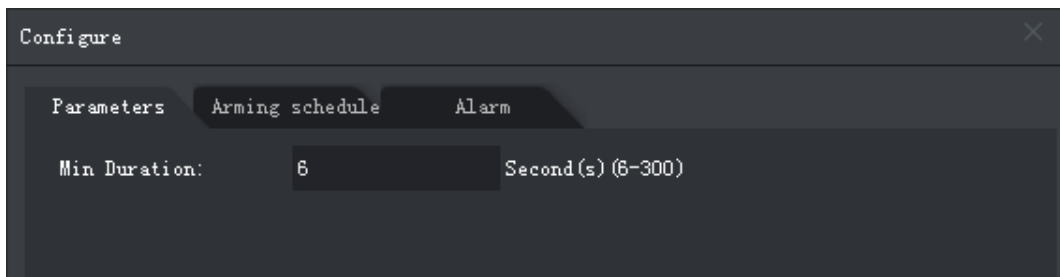 Configure
Parameters Arming schedule Alarm
Min Duration: 6 Second(s)(6-300)